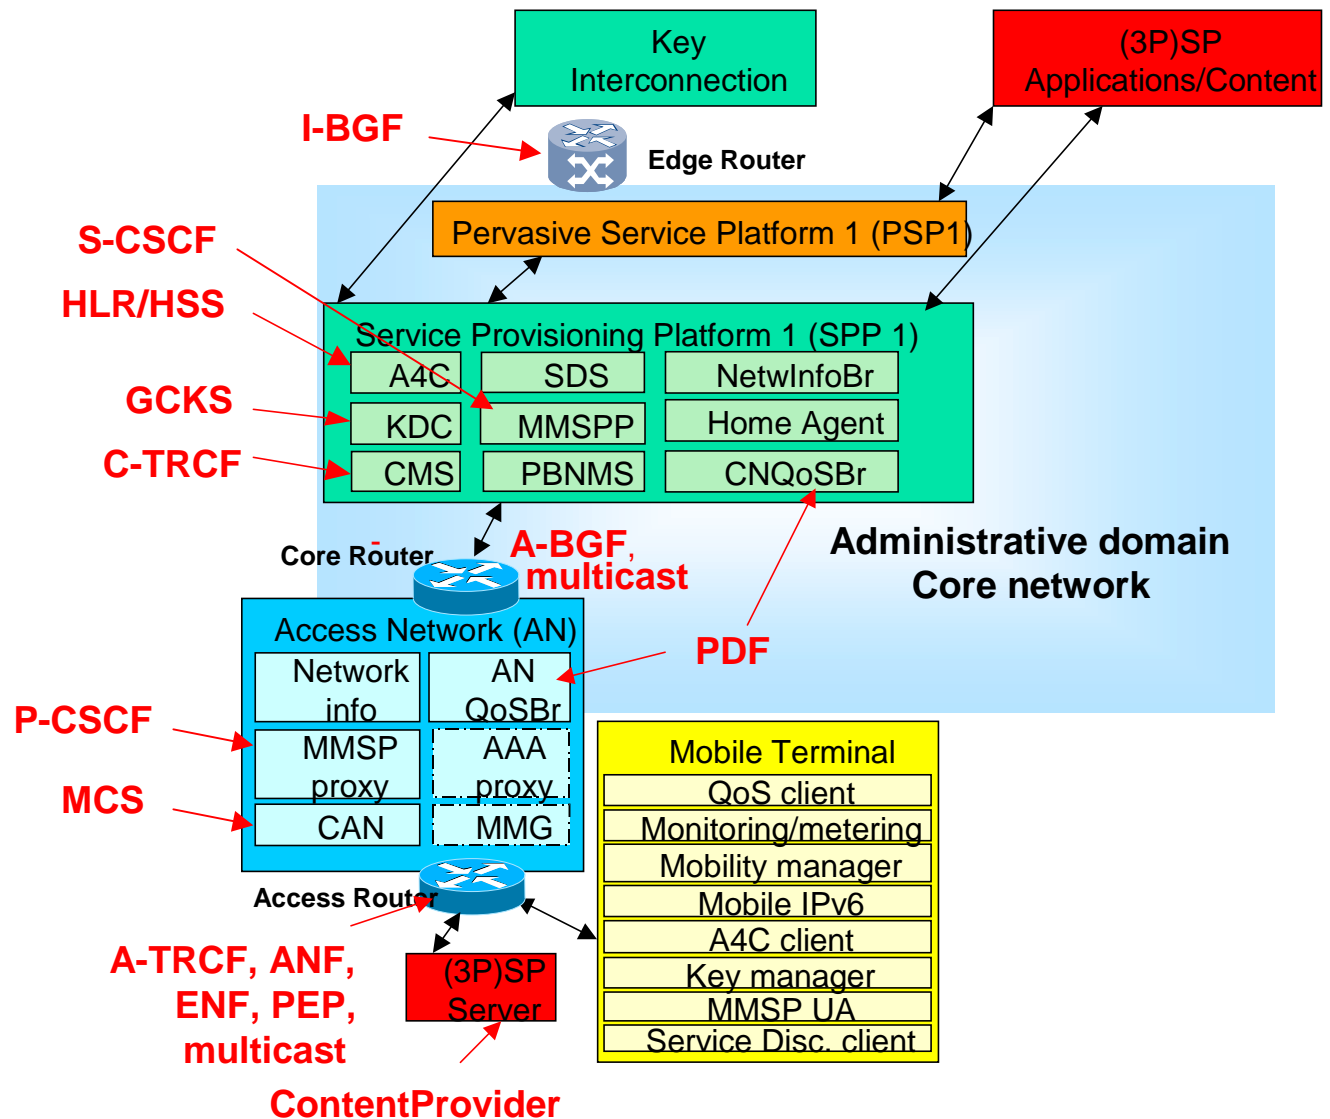 Key
Interconnection
(3P)SP
Applications/Content
I-BGF
Edge Router
S-CSCF
Pervasive Service Platform 1 (PSP1)
HLR/HSS
Service Provisioning Platform 1 (SPP 1)
A4C
SDS
NetwInfoBr
GCKS
KDC
MMSPP
Home Agent
C-TRCF
CMS
PBNMS
CNQoSBr
Core Router
-
A-BGF,
multicast
Administrative domain
Core network
Access Network (AN)
PDF
Network
info
AN
QoSBr
P-CSCF
MMSP
proxy
AAA
proxy
MCS
CAN
MMG
Mobile Terminal
QoS client
Monitoring/metering
Mobility manager
Mobile IPv6
A4C client
Key manager
MMSP UA
Service Disc. client
Access Router
A-TRCF, ANF,
ENF, PEP,
multicast
(3P)SP
Server
ContentProvider